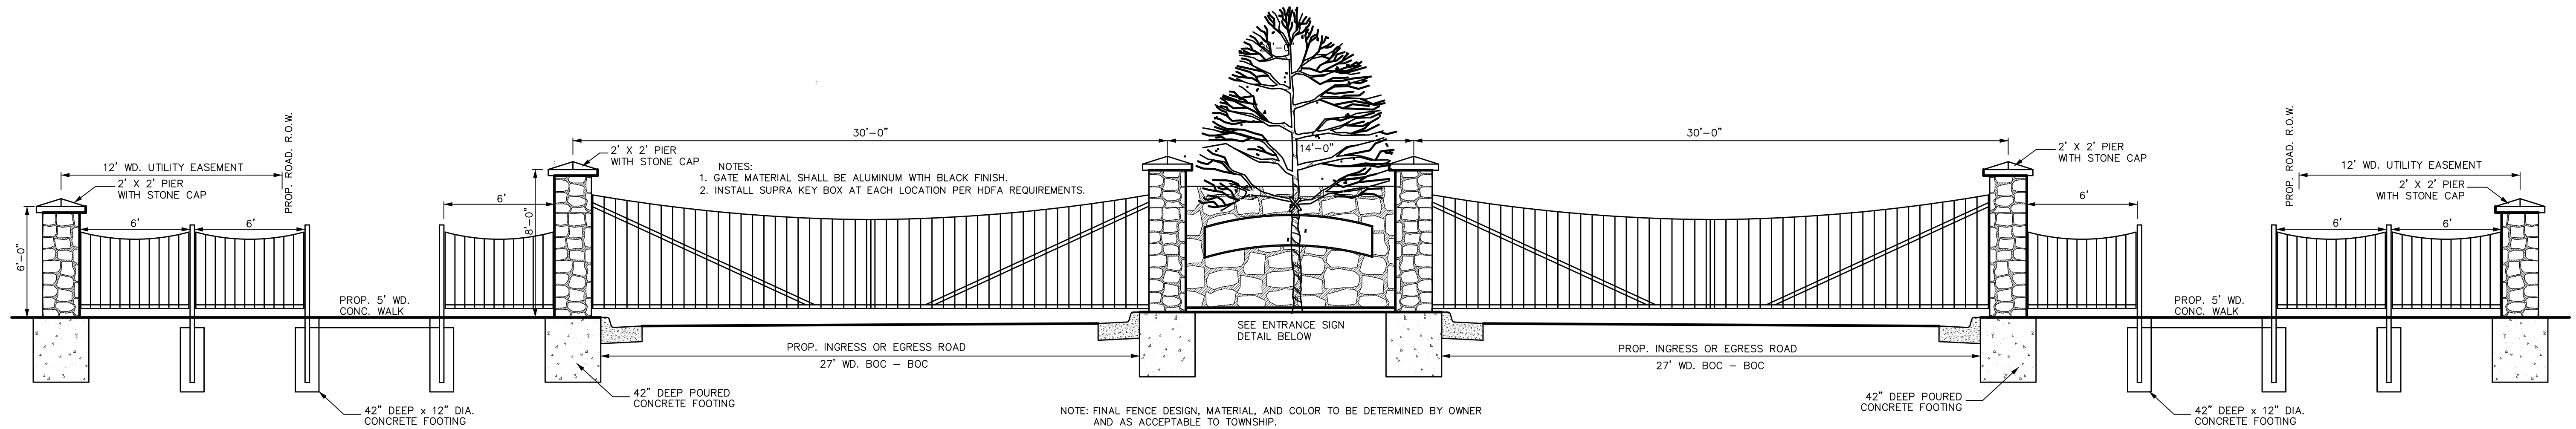 12' WD. UTILITY EASEMENT
2' X 2' PIER
WITH STONE CAP
PROP. ROAD. R.O.W.
6'-0"
6'
6'
PROP. 5' WD.
CONC. WALK
42" DEEP x 12" DIA.
CONCRETE FOOTING
6'
8'-0"
2' X 2' PIER
WITH STONE CAP
30'-0"
NOTES:
1. GATE MATERIAL SHALL BE ALUMINUM WTIH BLACK FINISH.
2. INSTALL SUPRA KEY BOX AT EACH LOCATION PER HDFA REQUIREMENTS.
42" DEEP POURED
CONCRETE FOOTING
PROP. INGRESS OR EGRESS ROAD
27' WD. BOC - BOC
14'-0"
SEE ENTRANCE SIGN
DETAIL BELOW
NOTE: FINAL FENCE DESIGN, MATERIAL, AND COLOR TO BE DETERMINED BY OWNER
AND AS ACCEPTABLE TO TOWNSHIP.
30'-0"
PROP. INGRESS OR EGRESS ROAD
27' WD. BOC - BOC
42" DEEP POURED
CONCRETE FOOTING
2' X 2' PIER
WITH STONE CAP
6'
PROP. 5' WD.
CONC. WALK
42" DEEP x 12" DIA.
CONCRETE FOOTING
PROP. ROAD. R.O.W.
12' WD. UTILITY EASEMENT
2' X 2' PIER
WITH STONE CAP
6'
6'